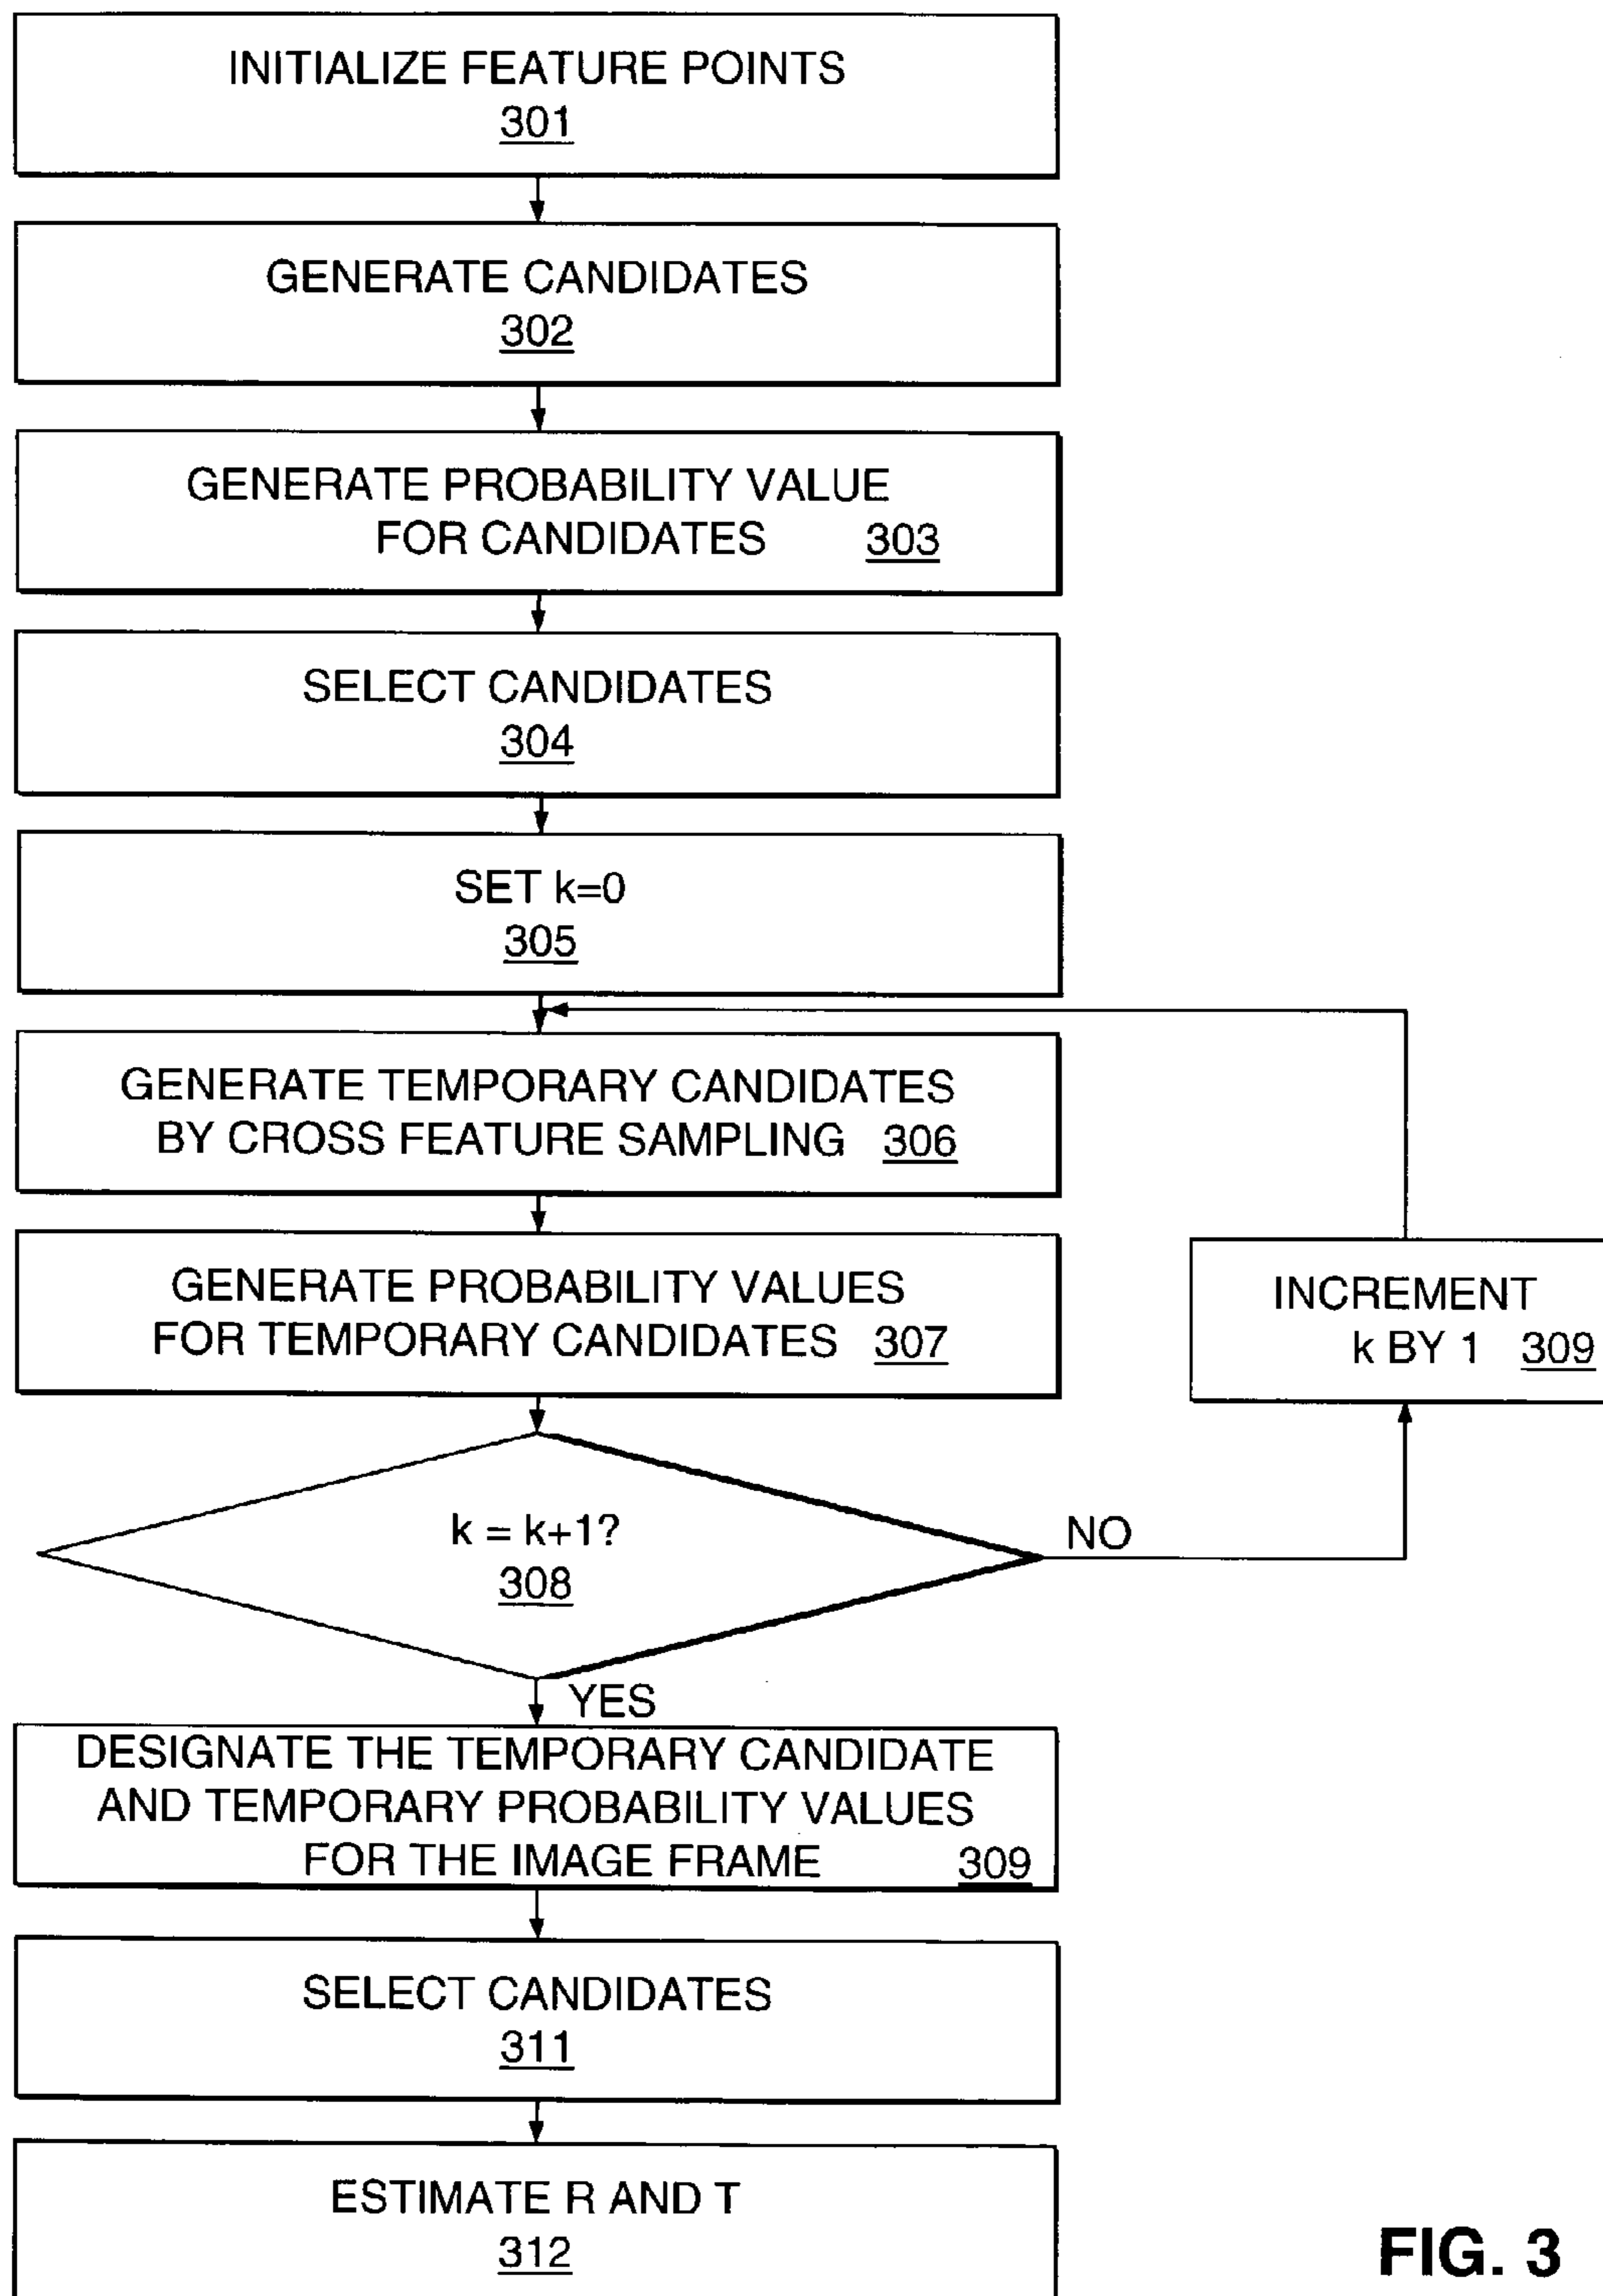 INITIALIZE FEATURE POINTS
301
GENERATE CANDIDATES
302
GENERATE PROBABILITY VALUE
FOR CANDIDATES 303
SELECT CANDIDATES
304
SET k=0
305
GENERATE TEMPORARY CANDIDATES
BY CROSS FEATURE SAMPLING 306
GENERATE PROBABILITY VALUES
FOR TEMPORARY CANDIDATES 307
INCREMENT
k BY 1 309
k = k+1?
308
NO
YES
DESIGNATE THE TEMPORARY CANDIDATE
AND TEMPORARY PROBABILITY VALUES
FOR THE IMAGE FRAME 309
SELECT CANDIDATES
311
ESTIMATE R AND T
312
FIG. 3